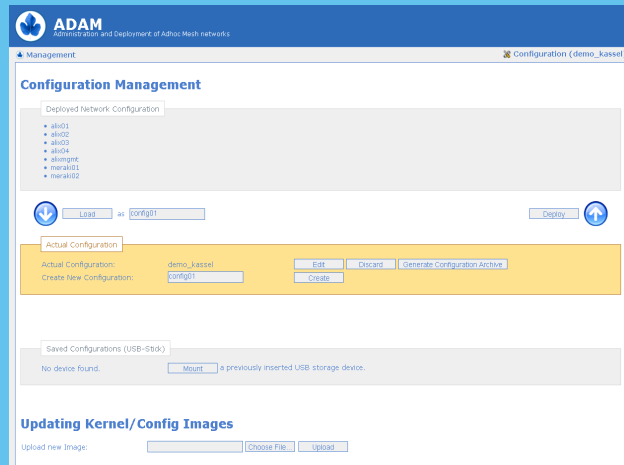 ADAM
Administration and Deployment of Adhoc Mesh networks
Management
Configuration (demo_kassel)
Configuration Management
Deployed Network Configuration
alix01
alix02
alix03
alix04
alixmgmt
meraki01
meraki02
Load as config01 Deploy
Actual Configuration
Actual Configuration: demo_kassel Edit Discard Generate Configuration Archive
Create New Configuration: config01 Create
Saved Configurations (USB-Stick)
No device found. Mount a previously inserted USB storage device.
Updating Kernel/Config Images
Upload new Image: Choose File... Upload